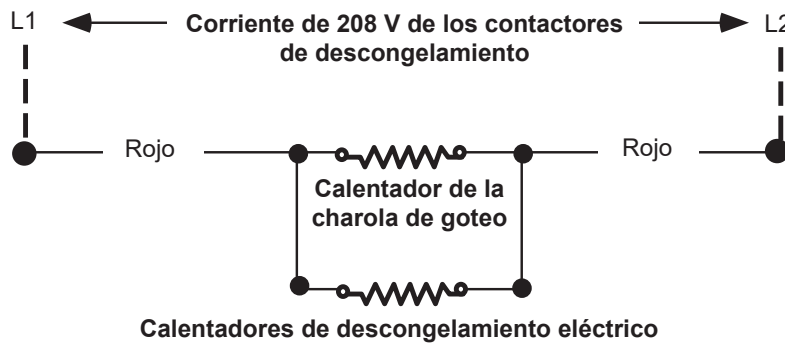 L1
Corriente de 208 V de los contactores
de descongelamiento
L2
Rojo
Rojo
Calentador de la
charola de goteo
Calentadores de descongelamiento eléctrico